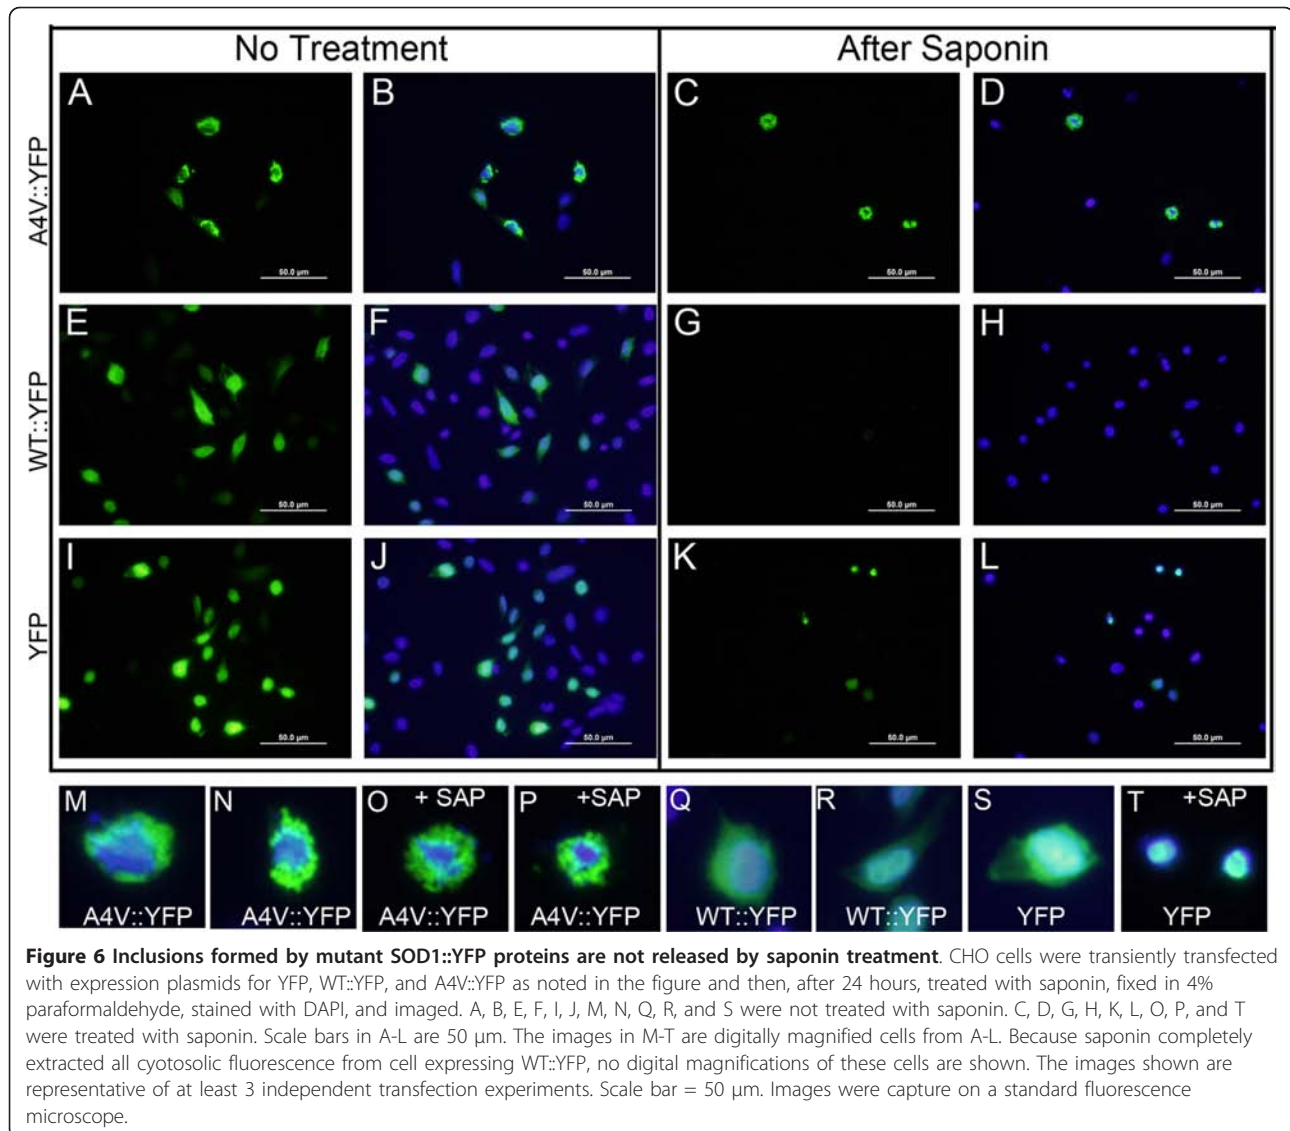 No Treatment
After Saponin
A4V::YFP
A
B
C
D
50.0 µm
50.0 µm
50.0 µm
50.0 µm
WT::YFP
E
F
G
H
50.0 µm
50.0 µm
50.0 µm
50.0 µm
YFP
I
J
K
L
50.0 µm
50.0 µm
50.0 µm
50.0 µm
M
N
O + SAP
P +SAP
Q
R
S
T +SAP
A4V::YFP
A4V::YFP
A4V::YFP
A4V::YFP
WT::YFP
WT::YFP
YFP
YFP
Figure 6 Inclusions formed by mutant SOD1::YFP proteins are not released by saponin treatment. CHO cells were transiently transfected
with expression plasmids for YFP, WT::YFP, and A4V::YFP as noted in the figure and then, after 24 hours, treated with saponin, fixed in 4%
paraformaldehyde, stained with DAPI, and imaged. A, B, E, F, I, J, M, N, Q, R, and S were not treated with saponin. C, D, G, H, K, L, O, P, and T
were treated with saponin. Scale bars in A-L are 50 µm. The images in M-T are digitally magnified cells from A-L. Because saponin completely
extracted all cyotosolic fluorescence from cell expressing WT::YFP, no digital magnifications of these cells are shown. The images shown are
representative of at least 3 independent transfection experiments. Scale bar = 50 µm. Images were capture on a standard fluorescence
microscope.